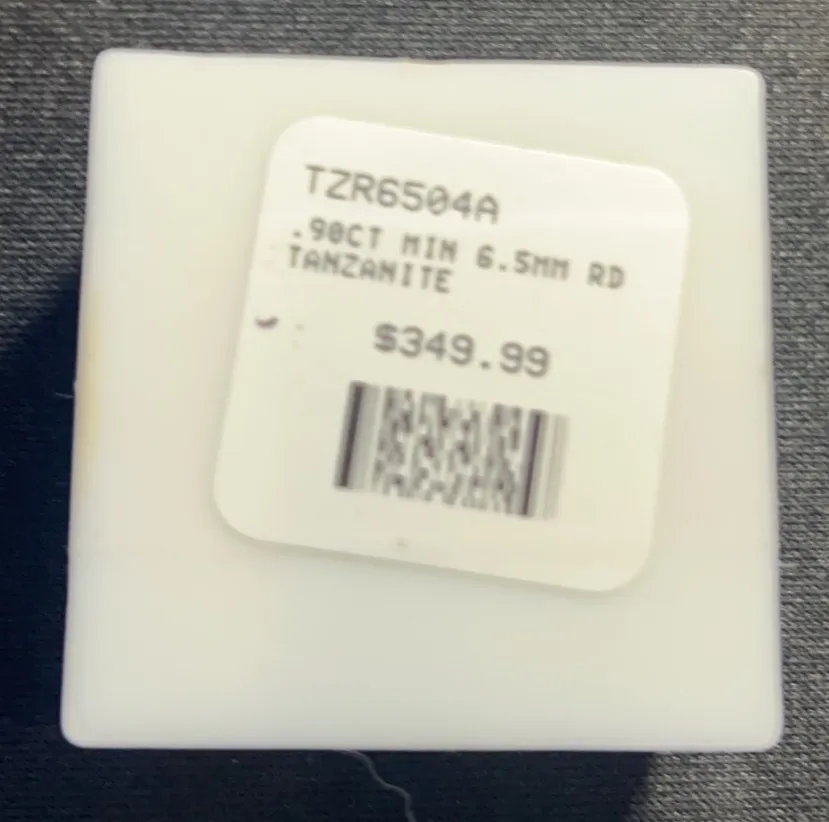 TZR6504A
.90CT MIN 6.5MM RD
TANZANITE
$349.99